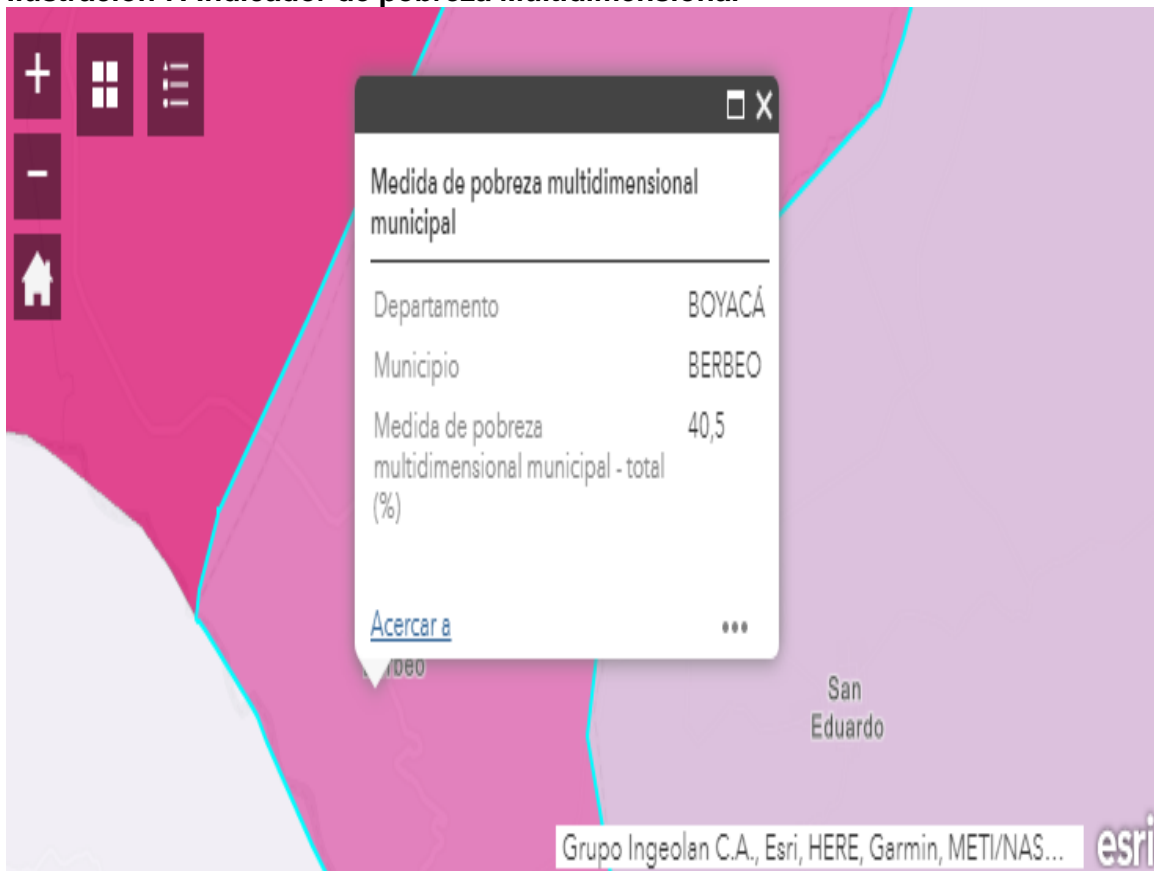 Medida de pobreza multidimensional
municipal
Departamento BOYACÁ
Municipio BERBEO
Medida de pobreza 40,5
multidimensional municipal - total
(%)
Acercar a
San
Eduardo
Grupo Ingeolan C.A., Esri, HERE, Garmin, METI/NAS...
esri